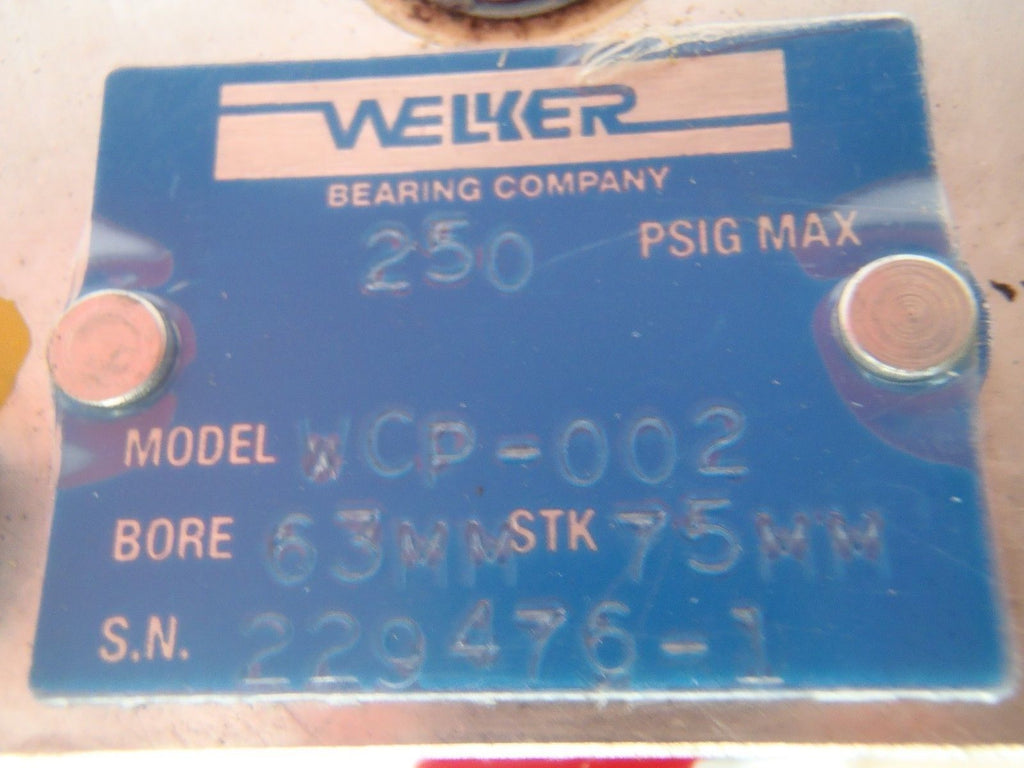 WELKER
BEARING COMPANY
250 PSIG MAX
MODEL WCP-002
BORE 63MM STK 75MM
S.N. 229476-1